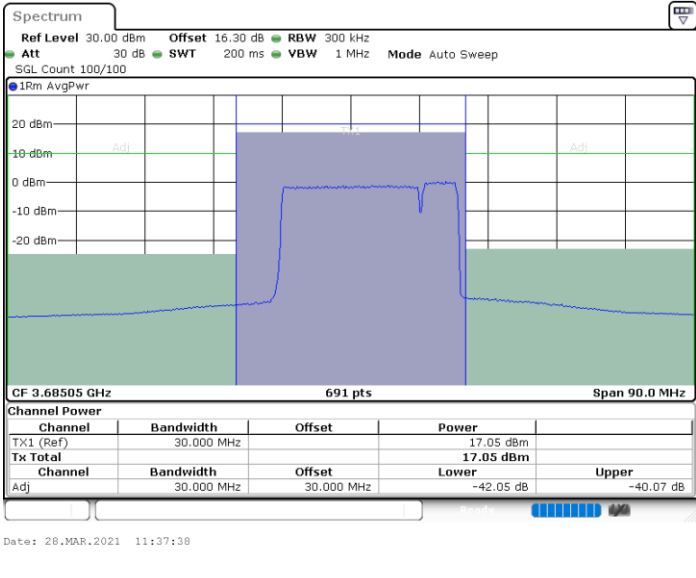 Spectrum
Ref Level 30.00 dBm Offset 16.30 dB RBW 300 kHz
Att 30 dB SWT 200 ms VBW 1 MHz Mode Auto Sweep
SGL Count 100/100
1Rm AvgPwr
20 dBm
Tx1
Adj Adj
10 dBm
0 dBm
-10 dBm
-20 dBm
CF 3.68505 GHz 691 pts Span 90.0 MHz
Channel Power
Channel Bandwidth Offset Power
TX1 (Ref) 30.000 MHz 17.05 dBm
Tx Total 17.05 dBm
Channel Bandwidth Offset Lower Upper
Adj 30.000 MHz 30.000 MHz -42.05 dB -40.07 dB
Ready
Date: 28.MAR.2021 11:37:38